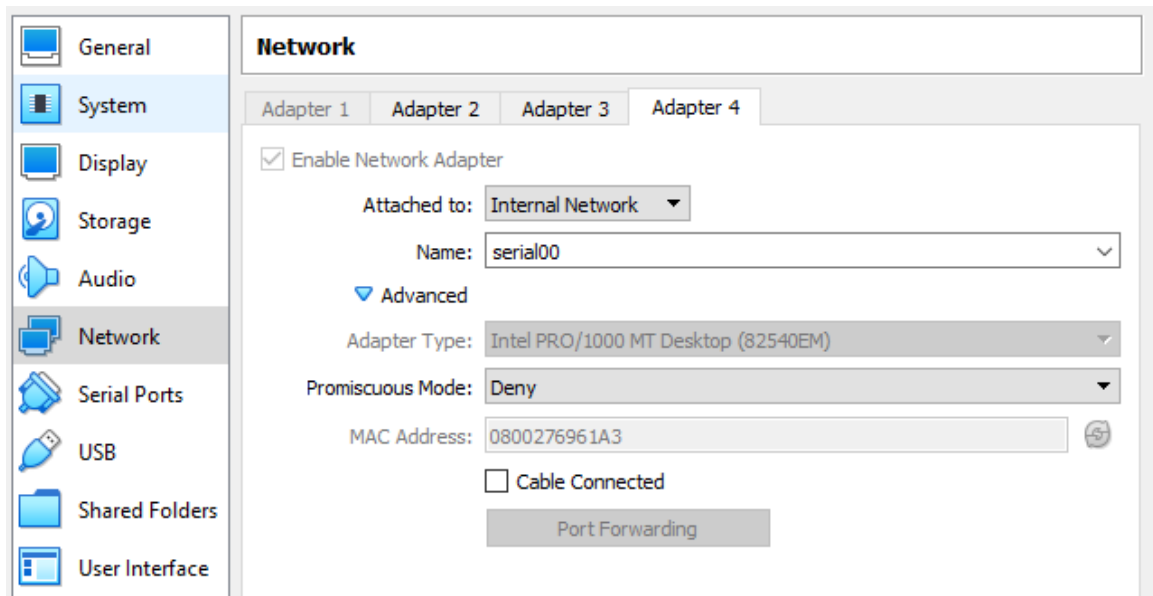 General
System
Display
Storage
Audio
Network
Serial Ports
USB
Shared Folders
User Interface
Network
Adapter 1 Adapter 2 Adapter 3 Adapter 4
Enable Network Adapter
Attached to: Internal Network
Name: serial00
Advanced
Adapter Type: Intel PRO/1000 MT Desktop (82540EM)
Promiscuous Mode: Deny
MAC Address: 0800276961A3
Cable Connected
Port Forwarding